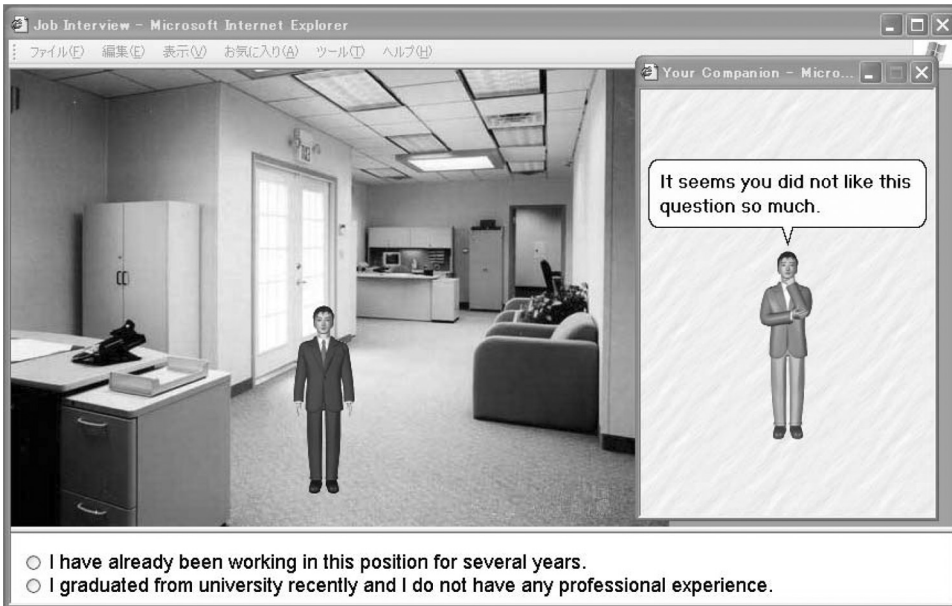 Job Interview - Microsoft Internet Explorer
ファイル(F) 編集(E) 表示(V) お気に入り(A) ツール(T) ヘルプ(H)
Your Companion - Micro...
It seems you did not like this
question so much.
I have already been working in this position for several years.
I graduated from university recently and I do not have any professional experience.